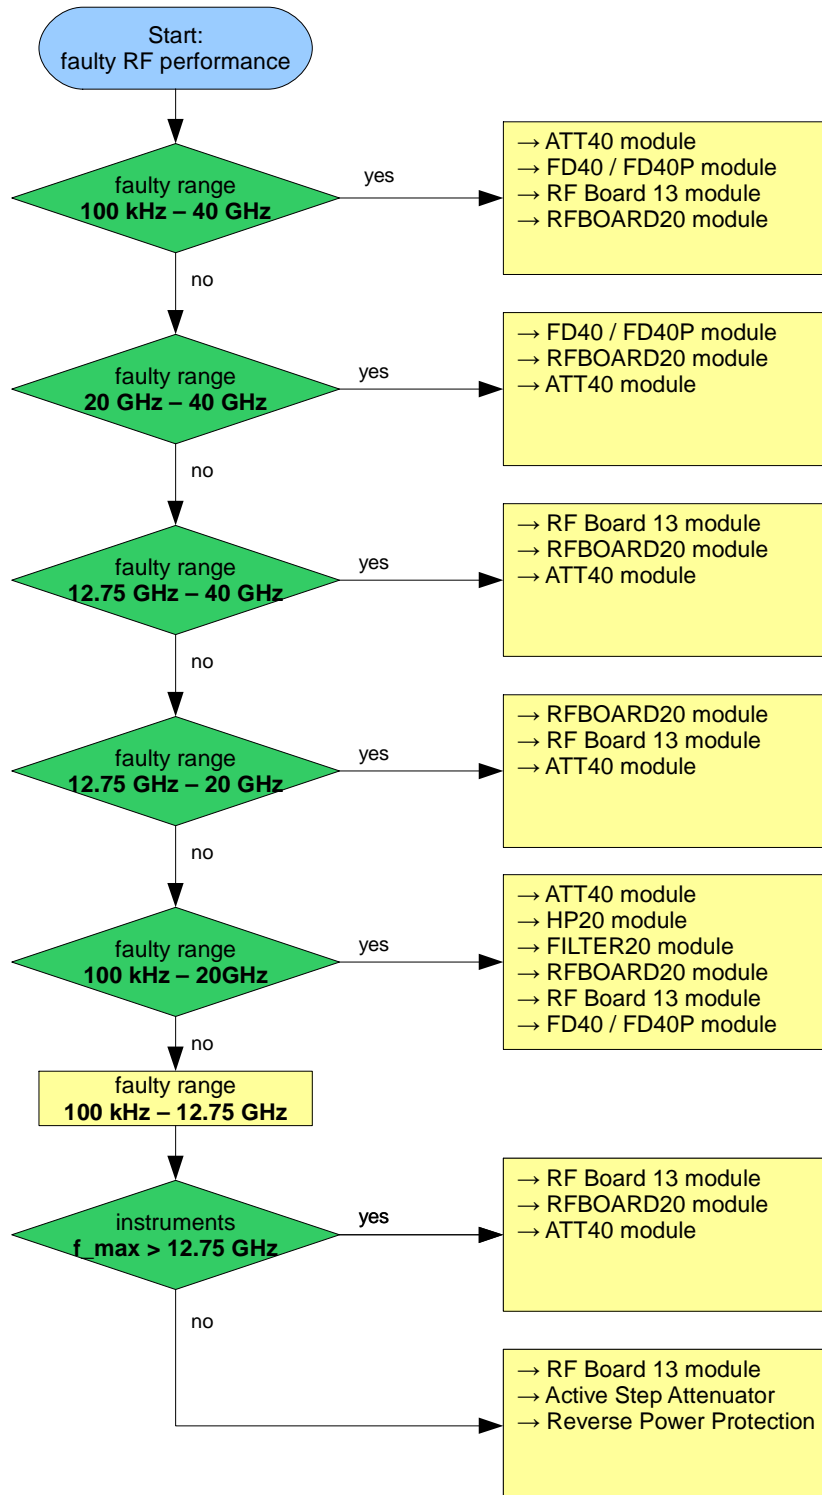 Start:
faulty RF performance
faulty range
100 kHz – 40 GHz
yes
→ ATT40 module
→ FD40 / FD40P module
→ RF Board 13 module
→ RFBOARD20 module
no
faulty range
20 GHz – 40 GHz
yes
→ FD40 / FD40P module
→ RFBOARD20 module
→ ATT40 module
no
faulty range
12.75 GHz – 40 GHz
yes
→ RF Board 13 module
→ RFBOARD20 module
→ ATT40 module
no
faulty range
12.75 GHz – 20 GHz
yes
→ RFBOARD20 module
→ RF Board 13 module
→ ATT40 module
no
faulty range
100 kHz – 20GHz
yes
→ ATT40 module
→ HP20 module
→ FILTER20 module
→ RFBOARD20 module
→ RF Board 13 module
→ FD40 / FD40P module
no
faulty range
100 kHz – 12.75 GHz
instruments
f_max > 12.75 GHz
yes
→ RF Board 13 module
→ RFBOARD20 module
→ ATT40 module
no
→ RF Board 13 module
→ Active Step Attenuator
→ Reverse Power Protection